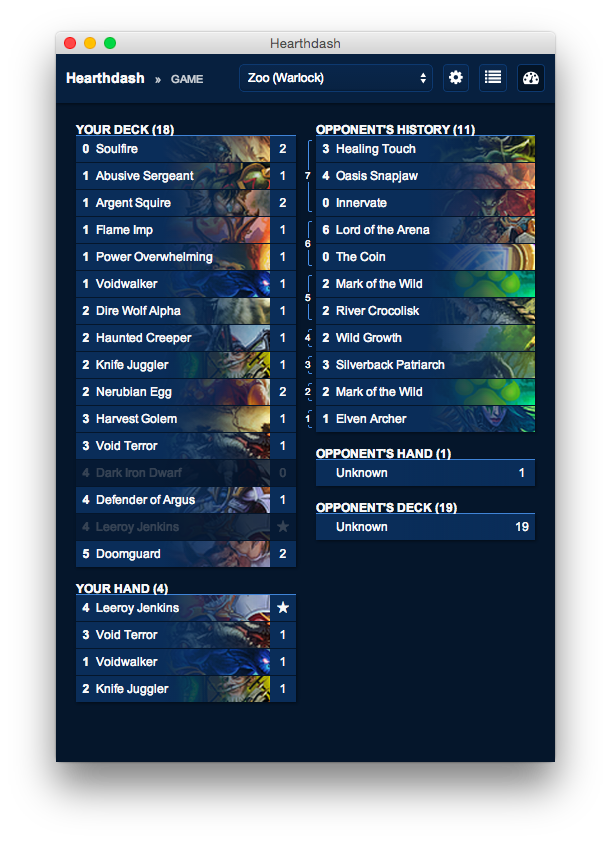 Hearthdash
Hearthdash » GAME Zoo (Warlock)
YOUR DECK (18)
0 Soulfire 2
1 Abusive Sergeant 1
1 Argent Squire 2
1 Flame Imp 1
1 Power Overwhelming 1
1 Voidwalker 1
2 Dire Wolf Alpha 1
2 Haunted Creeper 1
2 Knife Juggler 1
2 Nerubian Egg 2
3 Harvest Golem 1
3 Void Terror 1
4 Dark Iron Dwarf 0
4 Defender of Argus 1
4 Leeroy Jenkins ★
5 Doomguard 2
YOUR HAND (4)
4 Leeroy Jenkins ★
3 Void Terror 1
1 Voidwalker 1
2 Knife Juggler 1
OPPONENT'S HISTORY (11)
3 Healing Touch
7 4 Oasis Snapjaw
0 Innervate
6 Lord of the Arena
6
0 The Coin
2 Mark of the Wild
5
2 River Crocolisk
4 2 Wild Growth
3 3 Silverback Patriarch
2 2 Mark of the Wild
1 1 Elven Archer
OPPONENT'S HAND (1)
Unknown 1
OPPONENT'S DECK (19)
Unknown 19